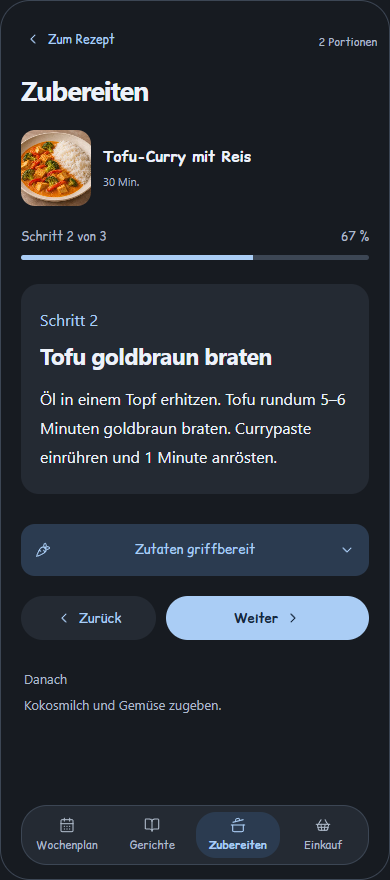 Zum Rezept
2 Portionen
Zubereiten
Tofu-Curry mit Reis
30 Min.
Schritt 2 von 3
67 %
Schritt 2
Tofu goldbraun braten
Öl in einem Topf erhitzen. Tofu rundum 5–6
Minuten goldbraun braten. Currypaste
einrühren und 1 Minute anrösten.
Zutaten griffbereit
Zurück
Weiter
Danach
Kokosmilch und Gemüse zugeben.
Wochenplan
Gerichte
Zubereiten
Einkauf